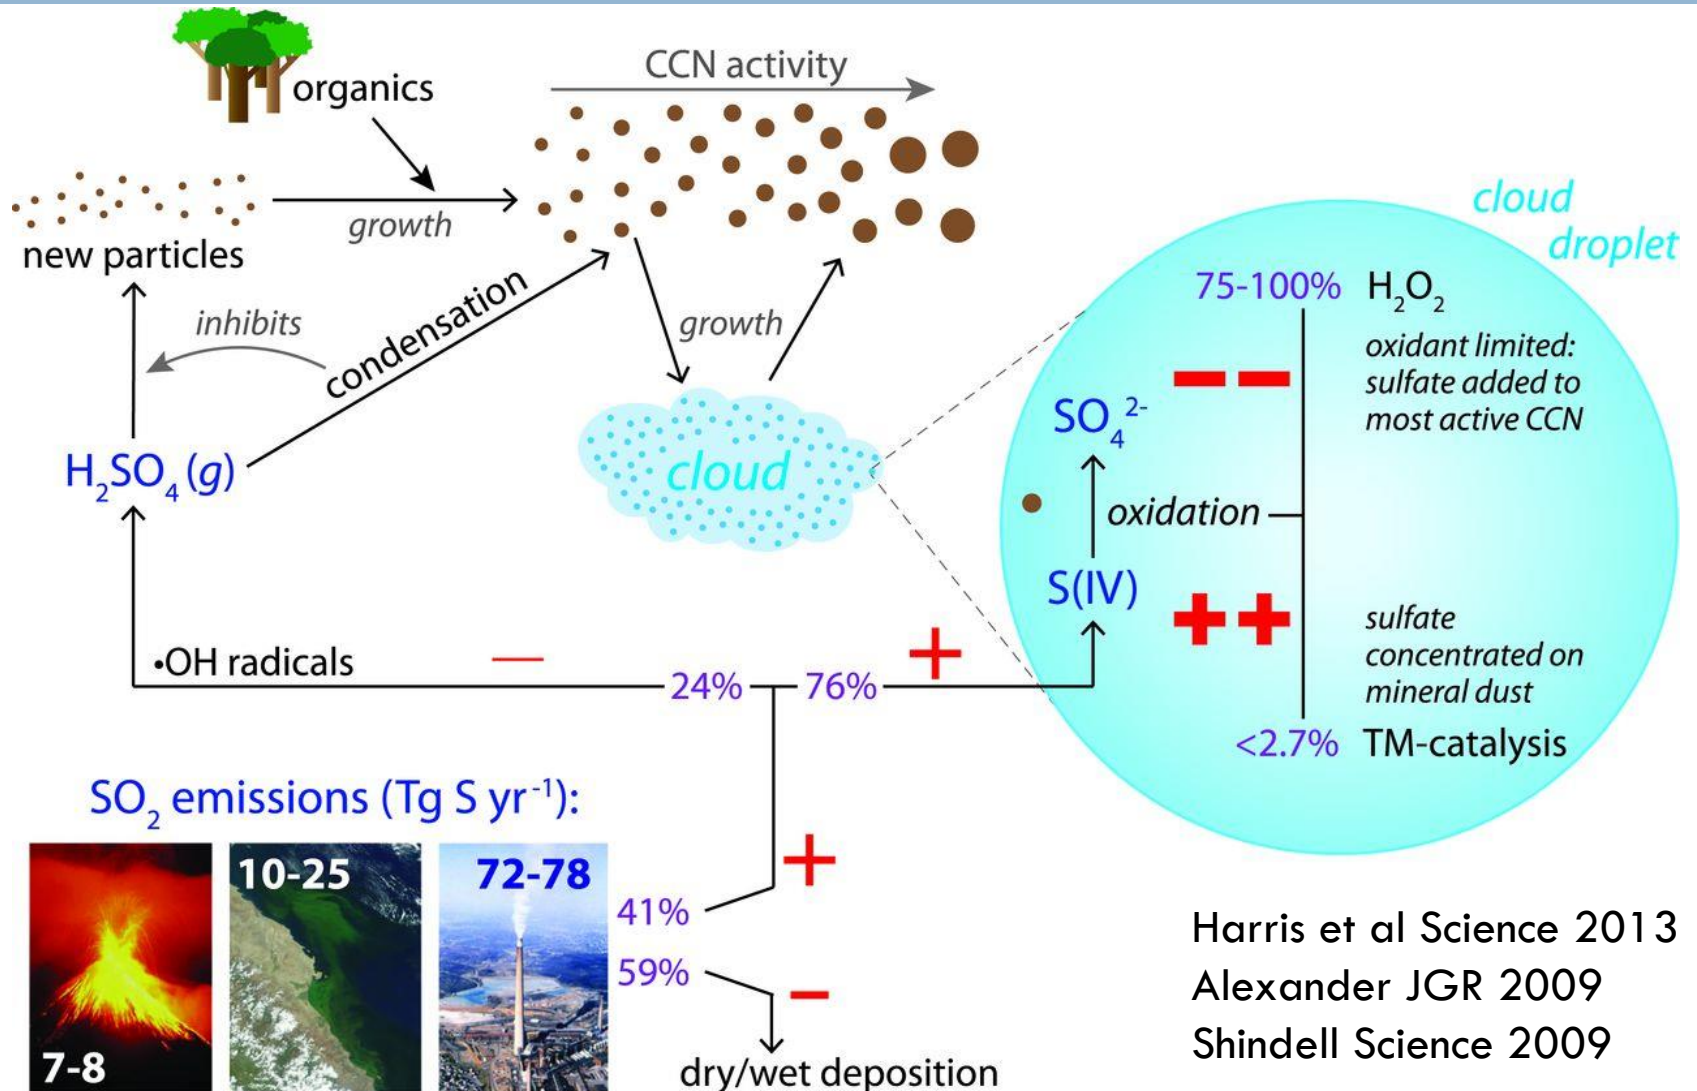 organics
CCN activity
growth
new particles
inhibits
condensation
growth
H₂SO₄ (g)
cloud
cloud
droplet
75-100% H₂O₂
oxidant limited:
sulfate added to
most active CCN
SO₄²⁻
oxidation
S(IV)
sulfate
concentrated on
mineral dust
<2.7% TM-catalysis
•OH radicals
−
24%
76%
+
− −
++
SO₂ emissions (Tg S yr⁻¹):
7-8
10-25
72-78
41%
+
59%
−
dry/wet deposition
Harris et al Science 2013
Alexander JGR 2009
Shindell Science 2009